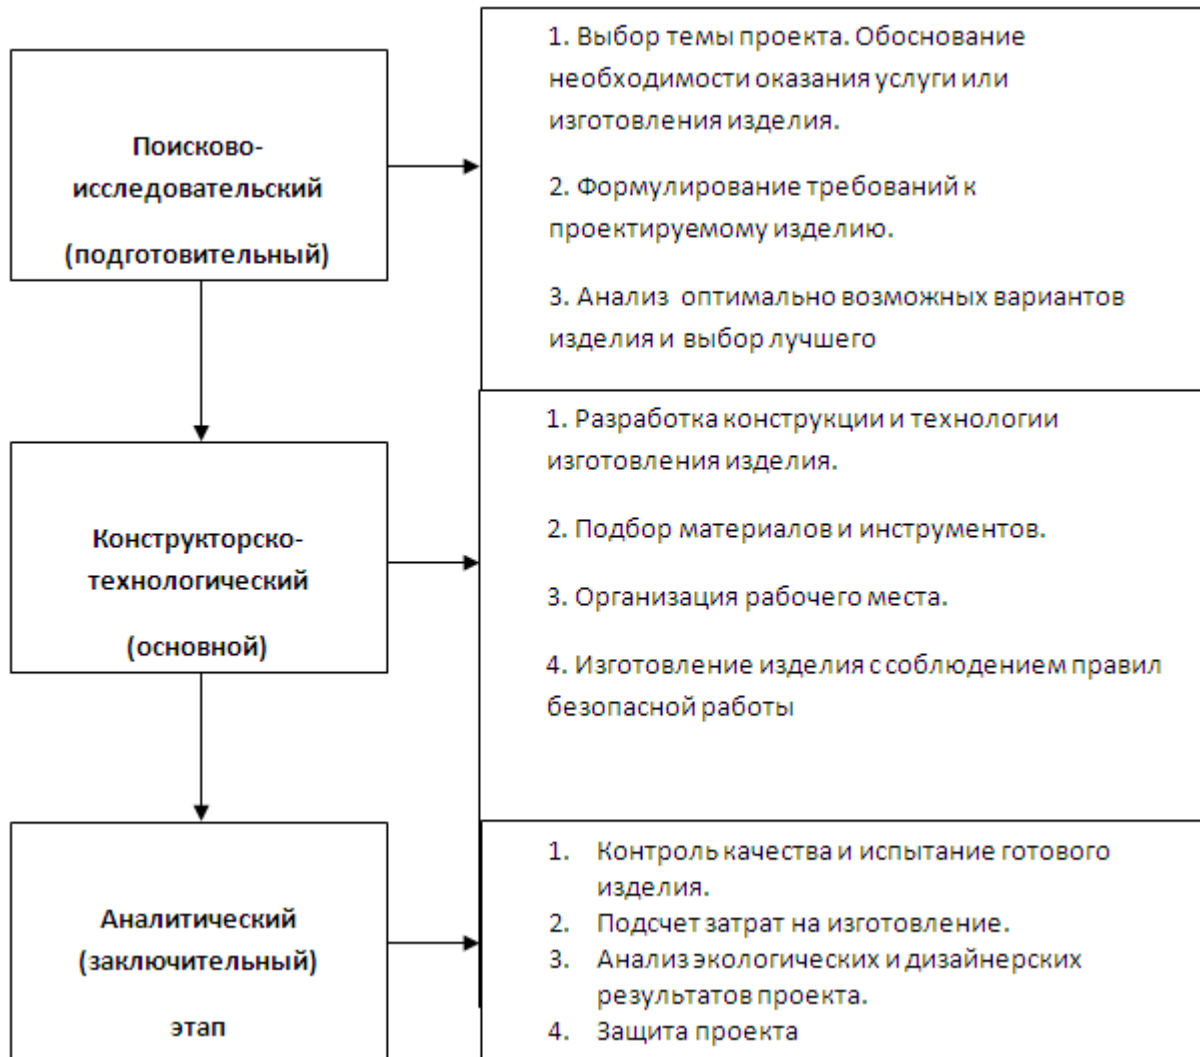 Поисково-
исследовательский
(подготовительный)
1. Выбор темы проекта. Обоснование
необходимости оказания услуги или
изготовления изделия.
2. Формулирование требований к
проектируемому изделию.
3. Анализ оптимально возможных вариантов
изделия и выбор лучшего
Конструкторско-
технологический
(основной)
1. Разработка конструкции и технологии
изготовления изделия.
2. Подбор материалов и инструментов.
3. Организация рабочего места.
4. Изготовление изделия с соблюдением правил
безопасной работы
Аналитический
(заключительный)
этап
1. Контроль качества и испытание готового
изделия.
2. Подсчет затрат на изготовление.
3. Анализ экологических и дизайнерских
результатов проекта.
4. Защита проекта